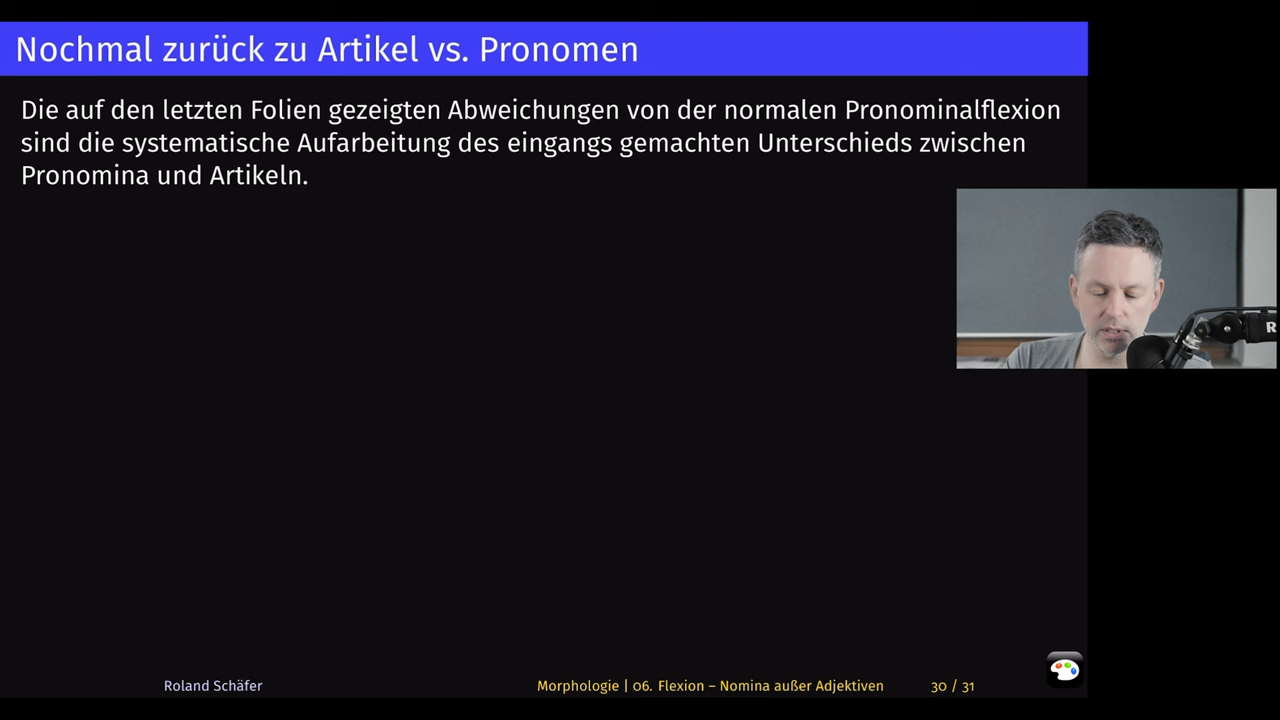 Nochmal zurück zu Artikel vs. Pronomen
Die auf den letzten Folien gezeigten Abweichungen von der normalen Pronominalflexion
sind die systematische Aufarbeitung des eingangs gemachten Unterschieds zwischen
Pronomina und Artikeln.
R
Roland Schäfer
Morphologie | 06. Flexion – Nomina außer Adjektiven
30 / 31